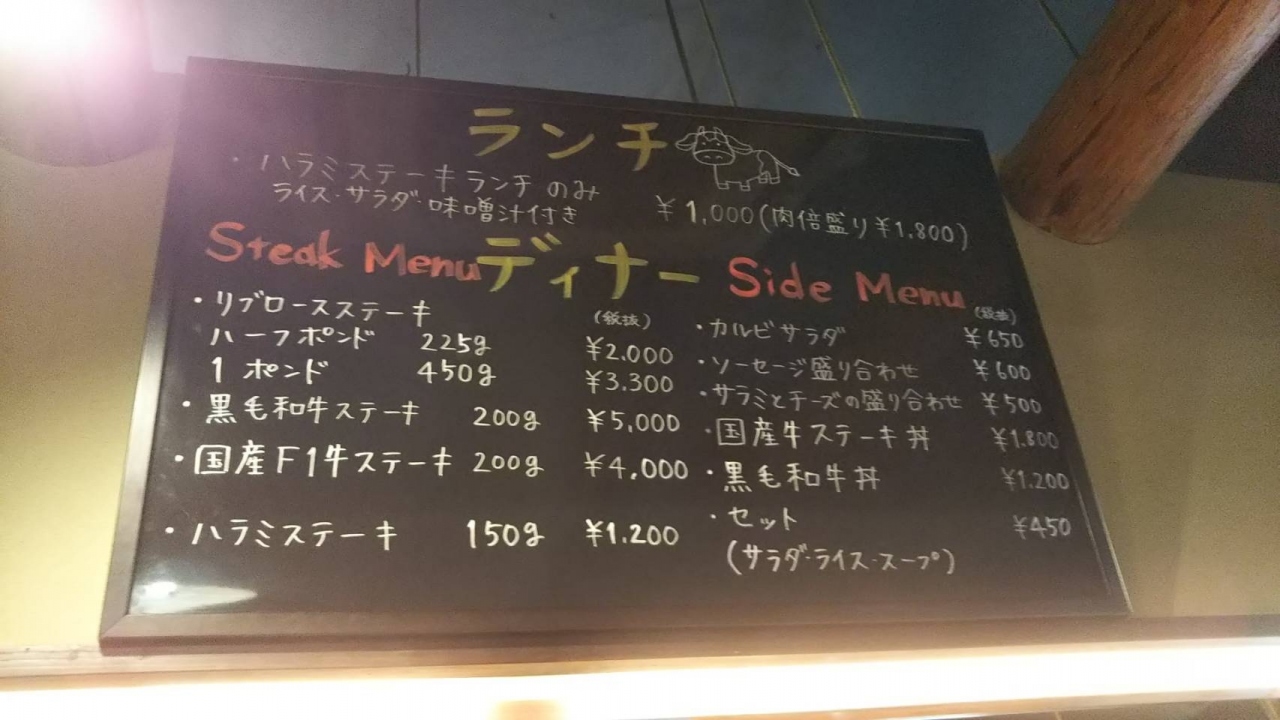 ランチ
・ハラミステーキランチのみ
ライス・サラダ・味噌汁付き ¥1,000(肉倍盛り¥1,800)
ディナー
Steak Menu
(税抜)
・リブロースステーキ
ハーフポンド 225g ¥2.000
1 ポンド 450g ¥3.300
・黒毛和牛ステーキ 200g ¥5,000
・国産F1牛ステーキ 200g ¥4,000
・ハラミステーキ 150g ¥1.200
Side Menu
(税抜)
・カルビサラダ ¥650
・ソーセージ盛り合わせ ¥600
・サラミとチーズの盛り合わせ ¥500
・国産牛ステーキ丼 ¥1.800
・黒毛和牛丼 ¥1.200
・セット ¥450
(サラダ・ライス・スープ)